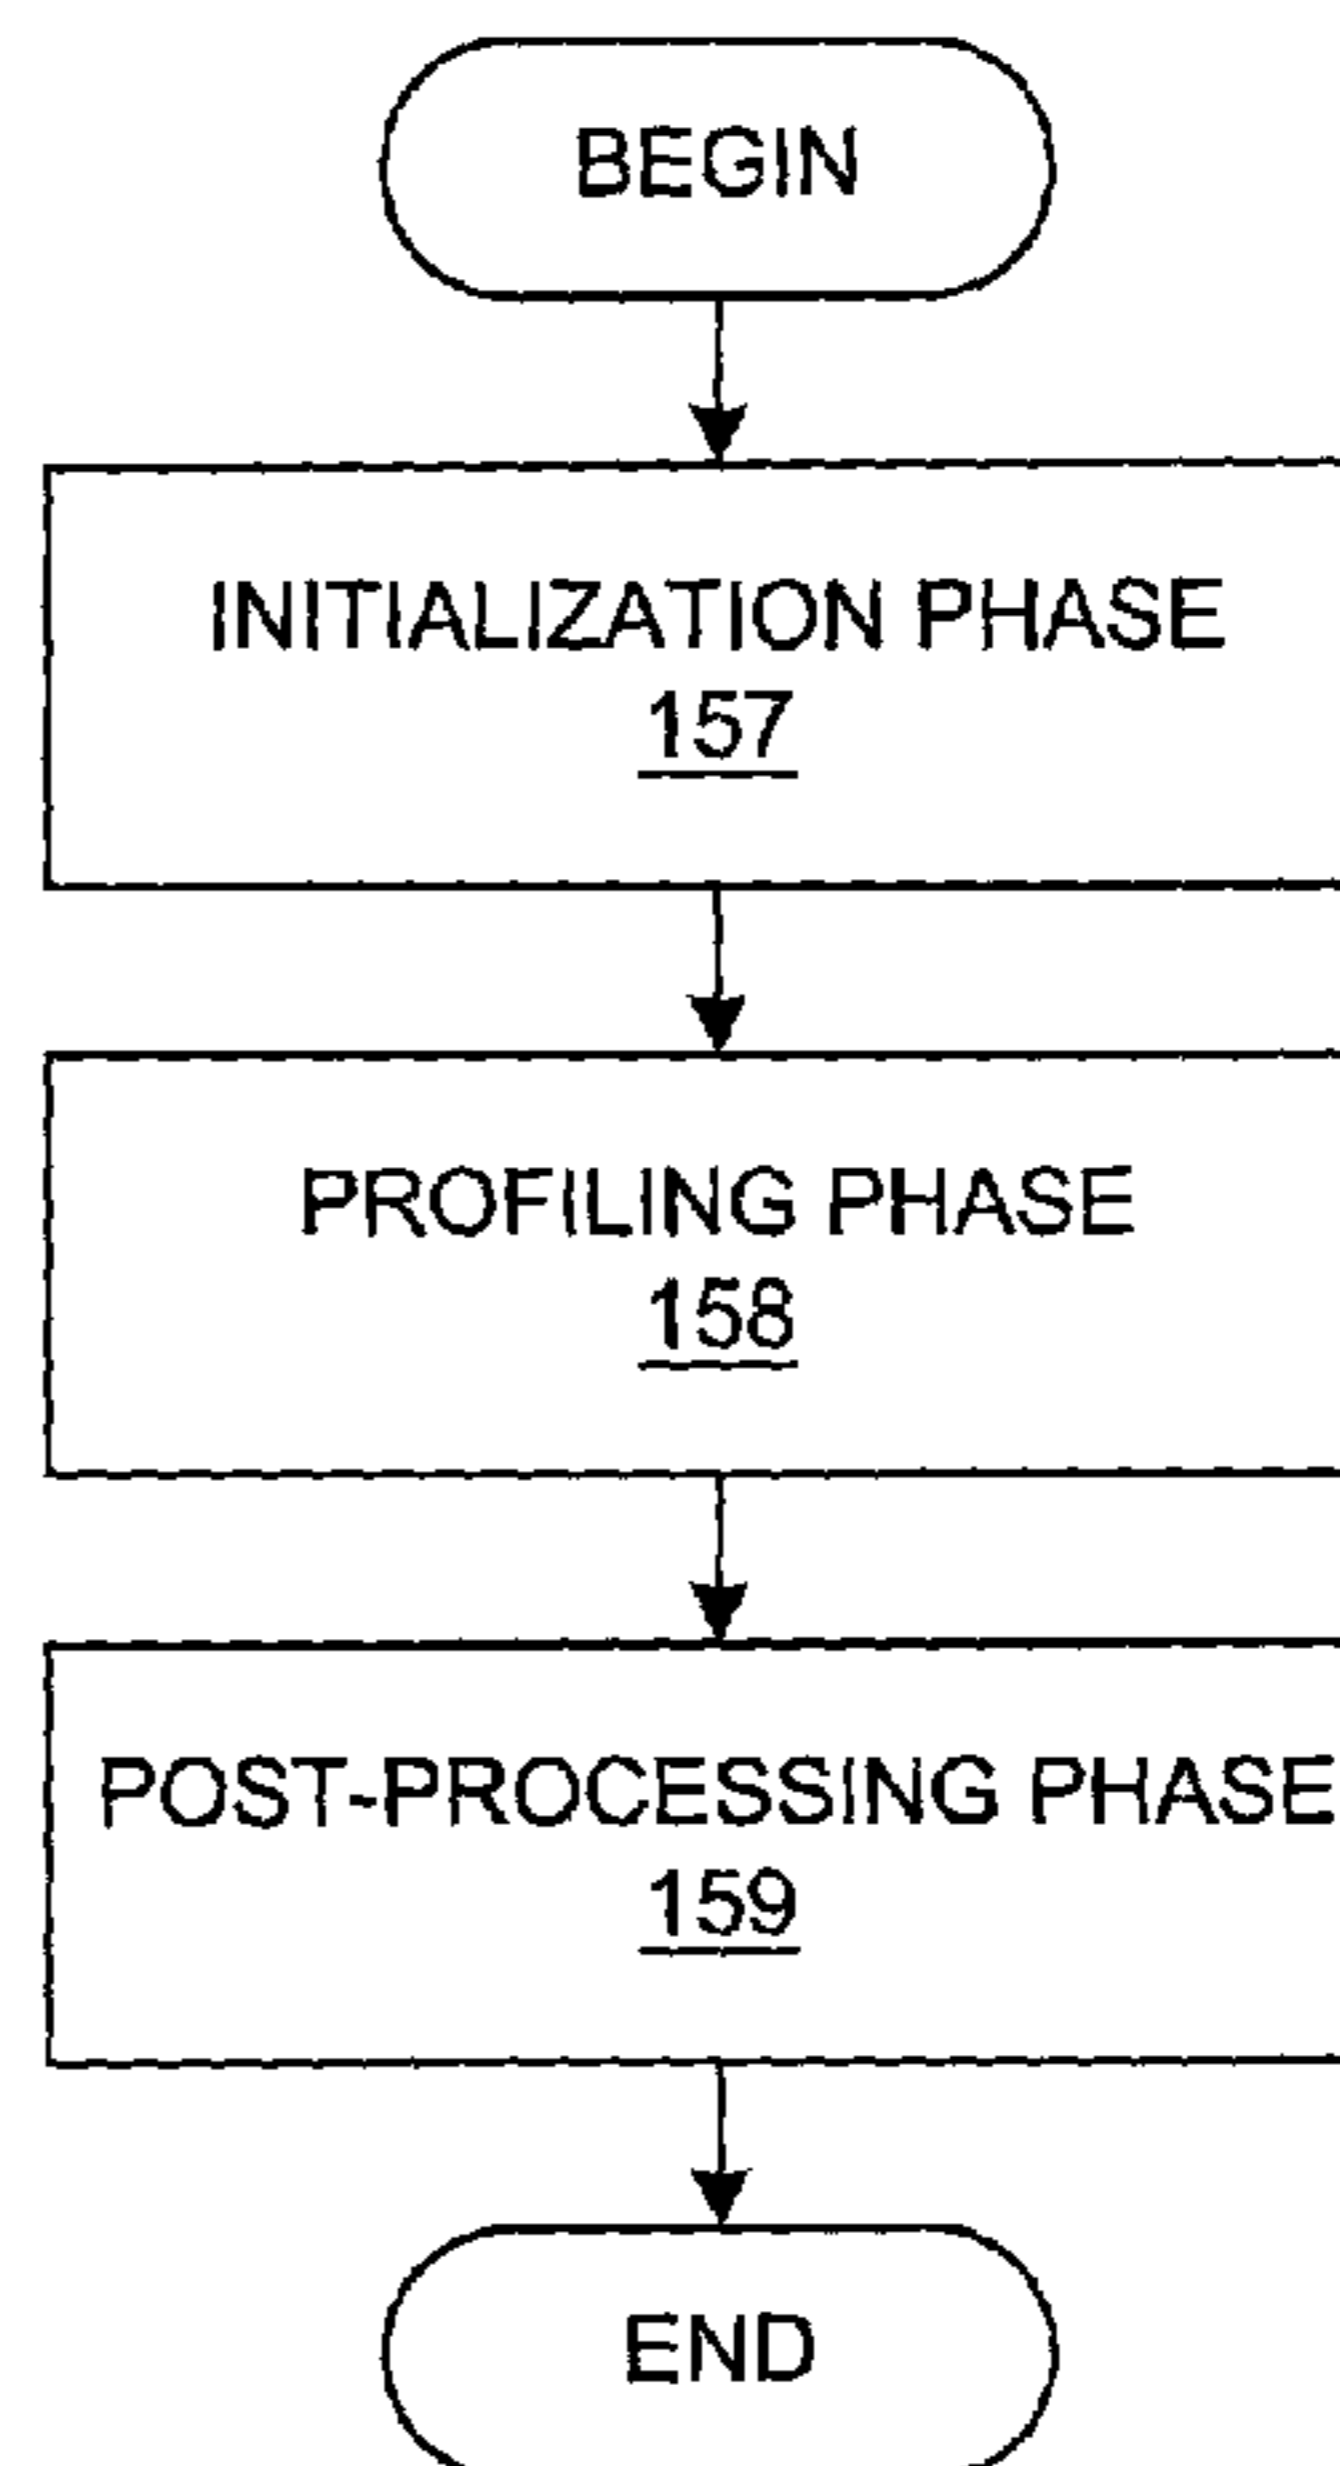 BEGIN
INITIALIZATION PHASE
157
PROFILING PHASE
158
POST-PROCESSING PHASE
159
END